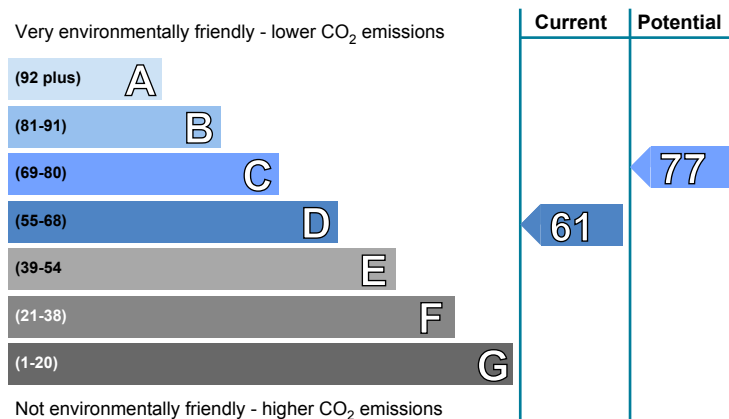 Very environmentally friendly - lower CO₂ emissions
Current
Potential
(92 plus) A
(81-91) B
(69-80) C
77
(55-68) D
61
(39-54 E
(21-38) F
(1-20) G
Not environmentally friendly - higher CO₂ emissions